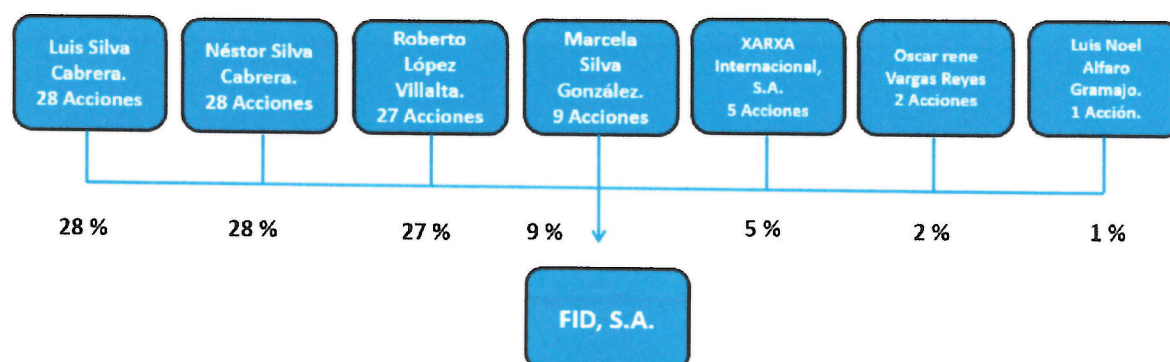 Luis Silva
Cabrera.
28 Acciones
Néstor Silva
Cabrera.
28 Acciones
Roberto
López
Villalta.
27 Acciones
Marcela
Silva
González.
9 Acciones
XARXA
Internacional,
S.A.
5 Acciones
Oscar rene
Vargas Reyes
2 Acciones
Luis Noel
Alfaro
Gramajo.
1 Acción.
28 %
28 %
27 %
9 %
5 %
2 %
1 %
FID, S.A.